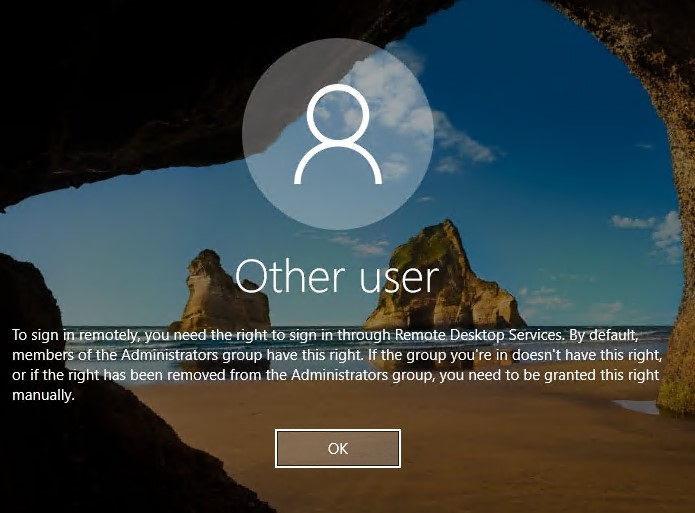 Other user
To sign in remotely, you need the right to sign in through Remote Desktop Services. By default,
members of the Administrators group have this right. If the group you're in doesn't have this right,
or if the right has been removed from the Administrators group, you need to be granted this right
manually.
OK